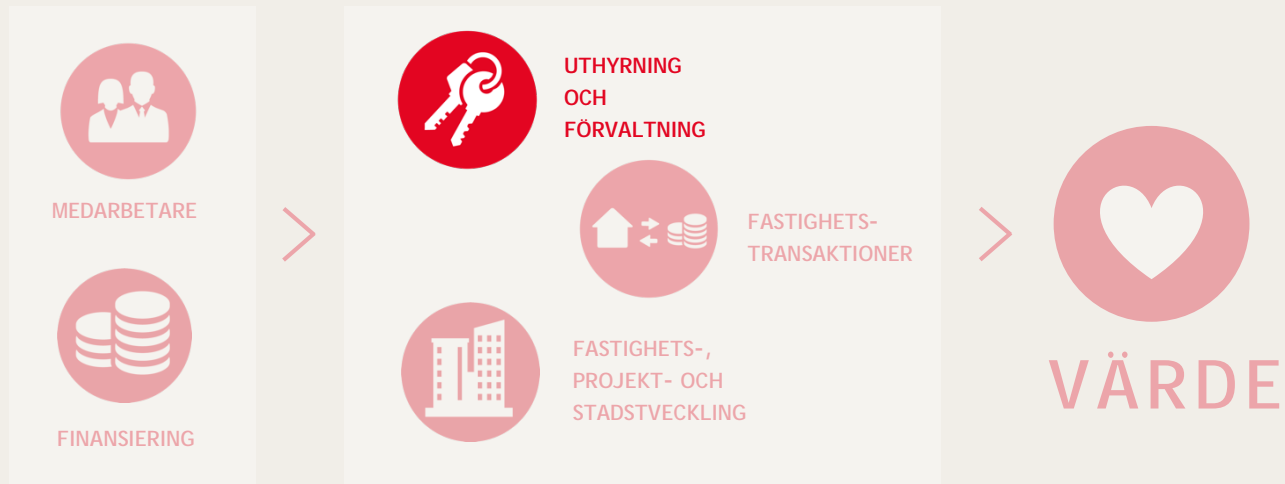 MEDARBETARE
FINANSIERING
UTHYRNING
OCH
FÖRVALTNING
FASTIGHETS-
TRANSAKTIONER
FASTIGHETS-,
PROJEKT- OCH
STADSTVECKLING
VÄRDE